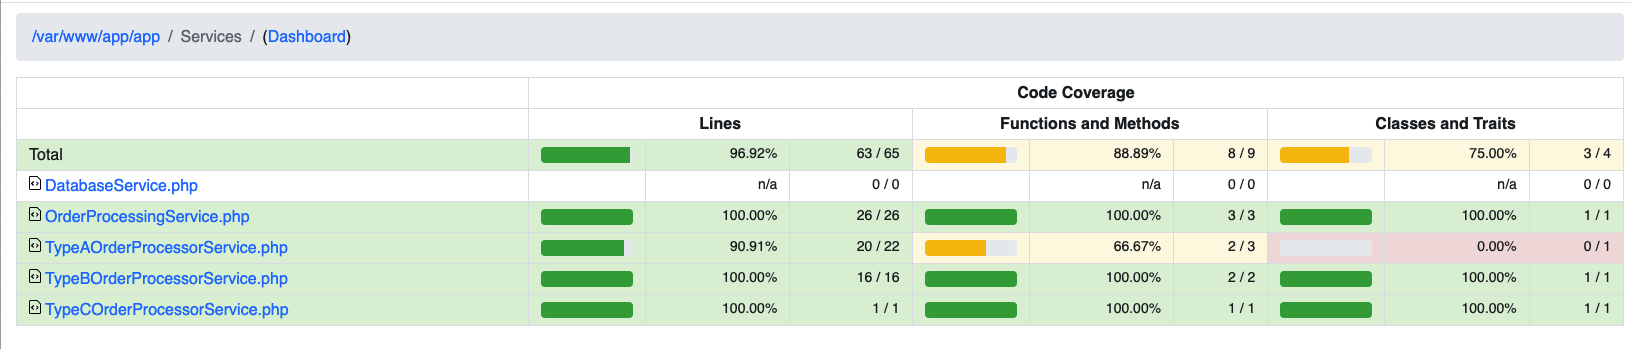 /var/www/app/app / Services / (Dashboard)
Code Coverage
Lines Functions and Methods Classes and Traits
Total 96.92% 63 / 65 88.89% 8 / 9 75.00% 3 / 4
DatabaseService.php n/a 0 / 0 n/a 0 / 0 n/a 0 / 0
OrderProcessingService.php 100.00% 26 / 26 100.00% 3 / 3 100.00% 1 / 1
TypeAOrderProcessorService.php 90.91% 20 / 22 66.67% 2 / 3 0.00% 0 / 1
TypeBOrderProcessorService.php 100.00% 16 / 16 100.00% 2 / 2 100.00% 1 / 1
TypeCOrderProcessorService.php 100.00% 1 / 1 100.00% 1 / 1 100.00% 1 / 1